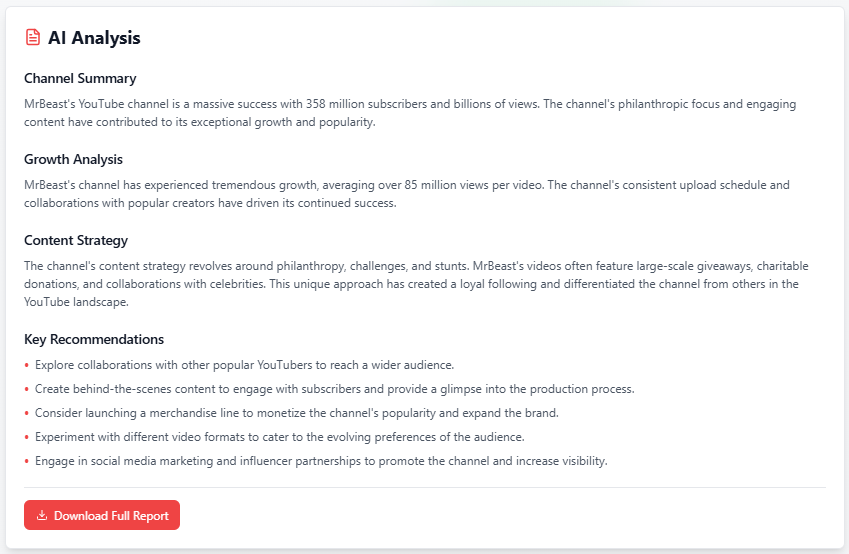 AI Analysis
Channel Summary
MrBeast's YouTube channel is a massive success with 358 million subscribers and billions of views. The channel's philanthropic focus and engaging
content have contributed to its exceptional growth and popularity.
Growth Analysis
MrBeast's channel has experienced tremendous growth, averaging over 85 million views per video. The channel's consistent upload schedule and
collaborations with popular creators have driven its continued success.
Content Strategy
The channel's content strategy revolves around philanthropy, challenges, and stunts. MrBeast's videos often feature large-scale giveaways, charitable
donations, and collaborations with celebrities. This unique approach has created a loyal following and differentiated the channel from others in the
YouTube landscape.
Key Recommendations
• Explore collaborations with other popular YouTubers to reach a wider audience.
• Create behind-the-scenes content to engage with subscribers and provide a glimpse into the production process.
• Consider launching a merchandise line to monetize the channel's popularity and expand the brand.
• Experiment with different video formats to cater to the evolving preferences of the audience.
• Engage in social media marketing and influencer partnerships to promote the channel and increase visibility.
Download Full Report